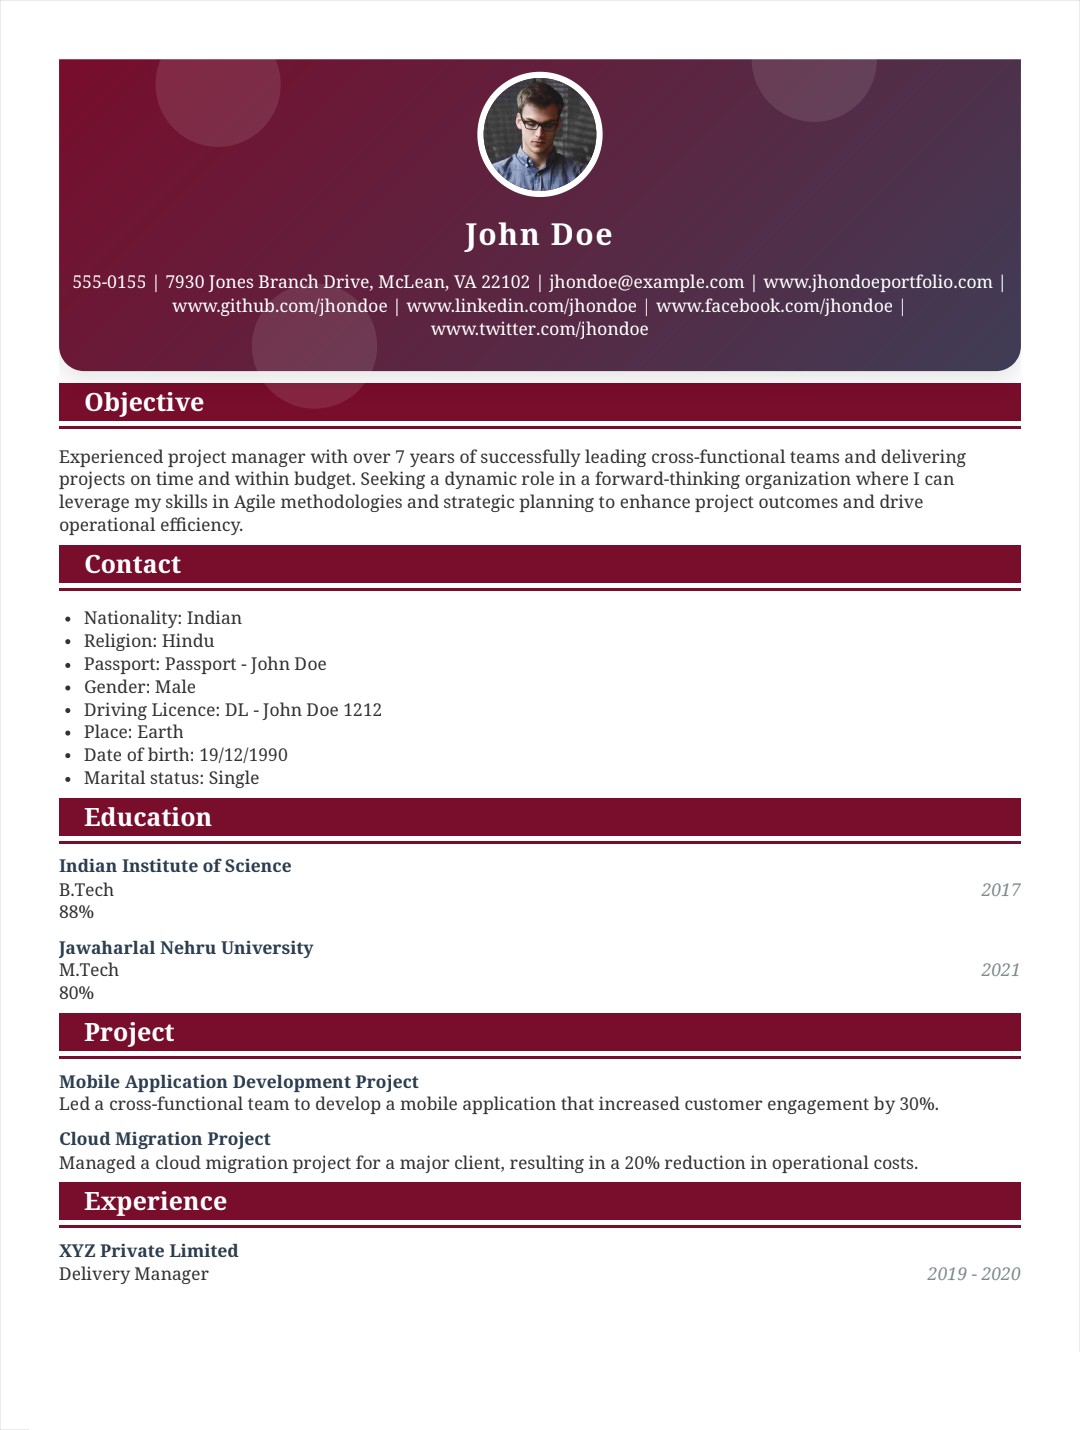 John Doe
555-0155 | 7930 Jones Branch Drive, McLean, VA 22102 | jhondoe@example.com | www.jhondoeportfolio.com |
www.github.com/jhondoe | www.linkedin.com/jhondoe | www.facebook.com/jhondoe |
www.twitter.com/jhondoe
Objective
Experienced project manager with over 7 years of successfully leading cross-functional teams and delivering
projects on time and within budget. Seeking a dynamic role in a forward-thinking organization where I can
leverage my skills in Agile methodologies and strategic planning to enhance project outcomes and drive
operational efficiency.
Contact
• Nationality: Indian
• Religion: Hindu
• Passport: Passport - John Doe
• Gender: Male
• Driving Licence: DL - John Doe 1212
• Place: Earth
• Date of birth: 19/12/1990
• Marital status: Single
Education
Indian Institute of Science
B.Tech 2017
88%
Jawaharlal Nehru University
M.Tech 2021
80%
Project
Mobile Application Development Project
Led a cross-functional team to develop a mobile application that increased customer engagement by 30%.
Cloud Migration Project
Managed a cloud migration project for a major client, resulting in a 20% reduction in operational costs.
Experience
XYZ Private Limited
Delivery Manager 2019 - 2020